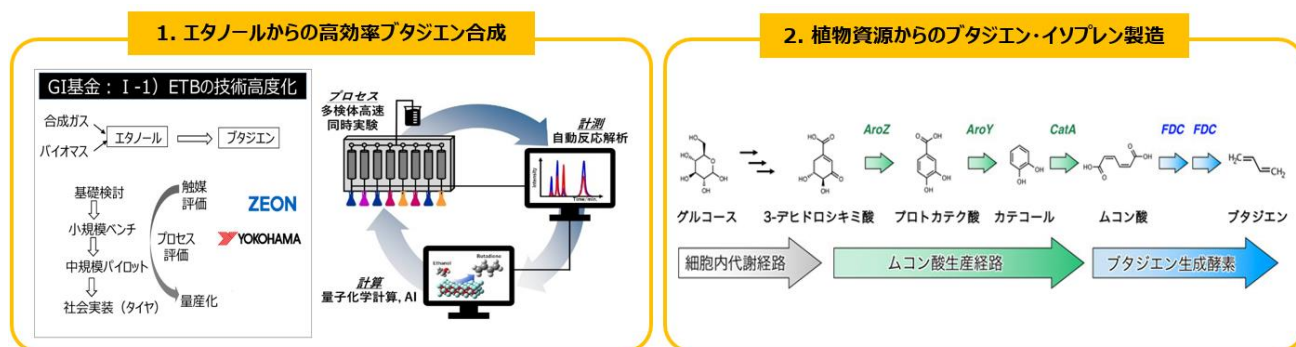 1. エタノールからの高効率ブタジエン合成
GI基金：Ⅰ-1）ETBの技術高度化
合成ガス
バイオマス
エタノール
ブタジエン
基礎検討
小規模ベンチ
中規模パイロット
社会実装（タイヤ）
触媒
評価
プロセス
評価
量産化
ZEON
YOKOHAMA
プロセス
多検体高速
同時実験
計測
自動反応解析
Intensity
Time/min.
計算
量子化学計算, AI
Ethanol
Butadiene
2. 植物資源からのブタジエン・イソプレン製造
AroZ
AroY
CatA
FDC
FDC
グルコース
3-デヒドロシキミ酸
プロトカテク酸
カテコール
ムコン酸
ブタジエン
細胞内代謝経路
ムコン酸生産経路
ブタジエン生成酵素